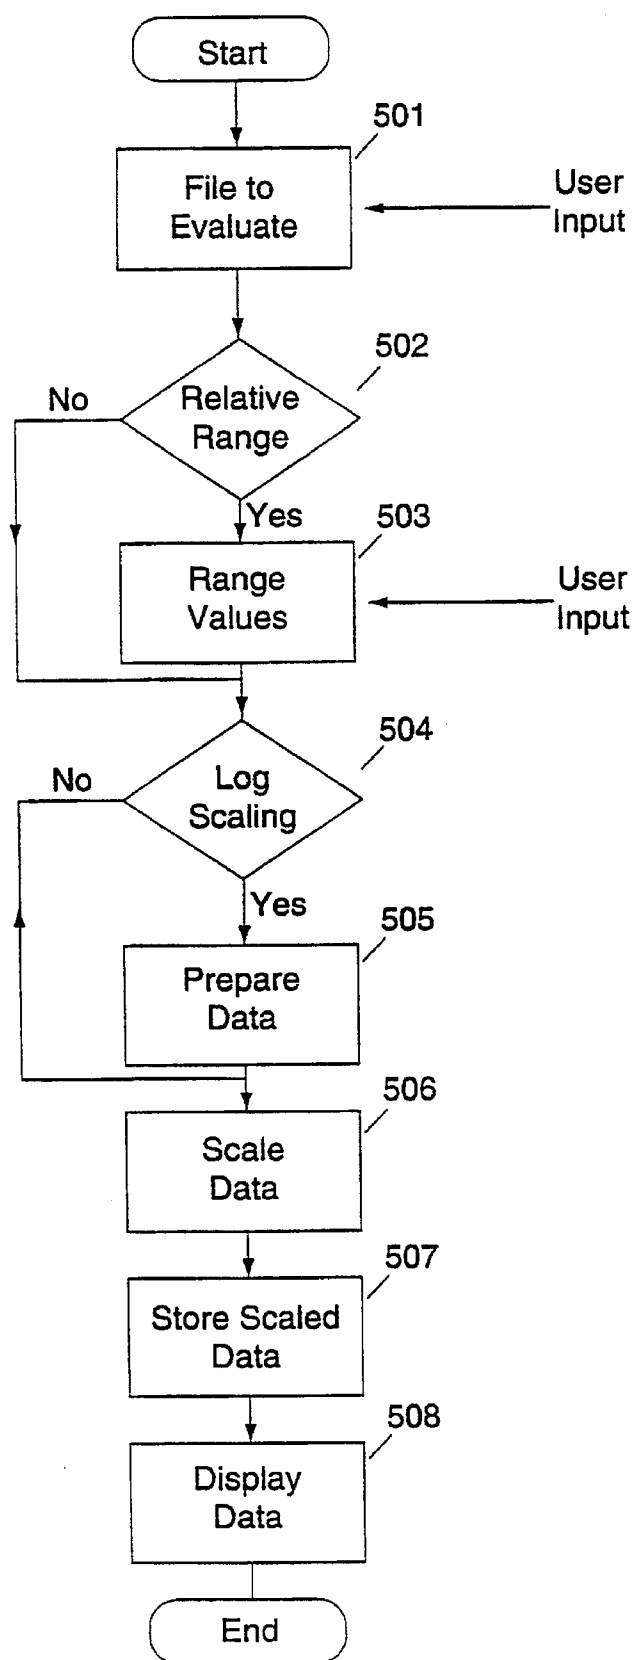 Start
501
File to
Evaluate
User
Input
502
Relative
Range
No
Yes
503
Range
Values
User
Input
504
Log
Scaling
No
Yes
505
Prepare
Data
506
Scale
Data
507
Store Scaled
Data
508
Display
Data
End